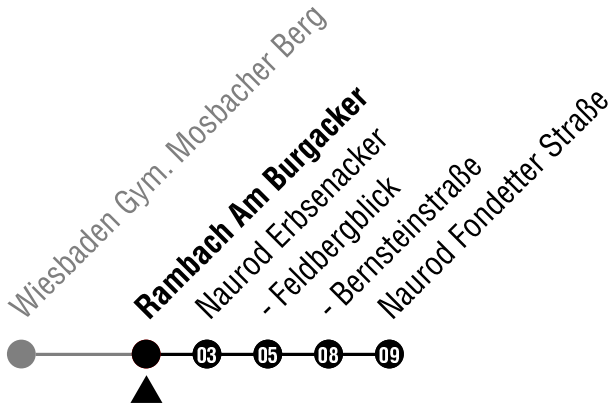 Wiesbaden Gym. Mosbacher Berg
Rambach Am Burgacker
Naurod Erbsenacker
- Feldbergblick
- Bernsteinstraße
Naurod Fondetter Straße
03 05 08 09